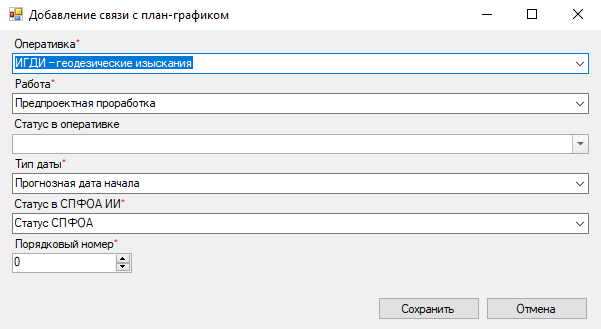 Добавление связи с план-графиком
Оперативка*
ИГДИ – геодезические изыскания
Работа*
Предпроектная проработка
Статус в оперативке
Тип даты*
Прогнозная дата начала
Статус в СПФОА ИИ*
Статус СПФОА
Порядковый номер*
0
Сохранить Отмена